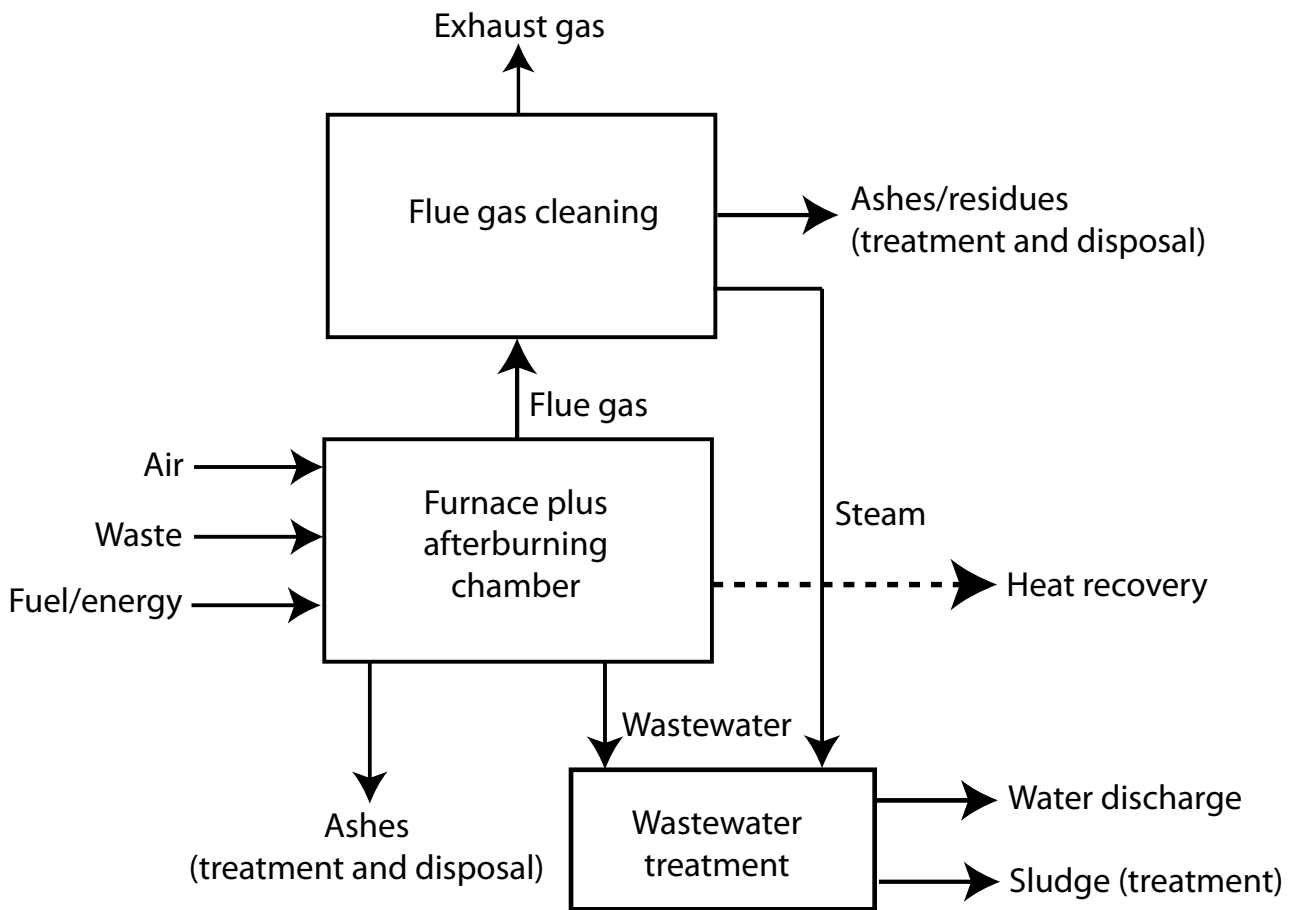 Exhaust gas
Flue gas cleaning
Ashes/residues
(treatment and disposal)
Flue gas
Air
Waste
Fuel/energy
Furnace plus
afterburning
chamber
Steam
Heat recovery
Wastewater
Ashes
(treatment and disposal)
Wastewater
treatment
Water discharge
Sludge (treatment)